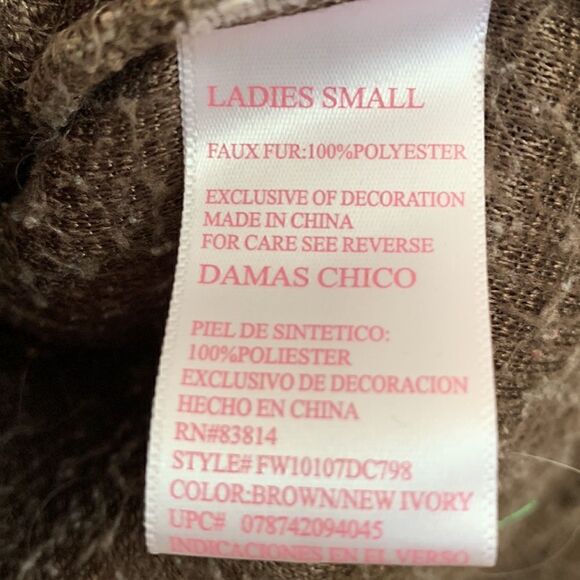 LADIES SMALL
FAUX FUR:100%POLYESTER
EXCLUSIVE OF DECORATION
MADE IN CHINA
FOR CARE SEE REVERSE
DAMAS CHICO
PIEL DE SINTETICO:
100%POLIESTER
EXCLUSIVO DE DECORACION
HECHO EN CHINA
RN#83814
STYLE# FW10107DC798
COLOR:BROWN/NEW IVORY
UPC# 078742094045
INDICACIONES EN EL VERSO